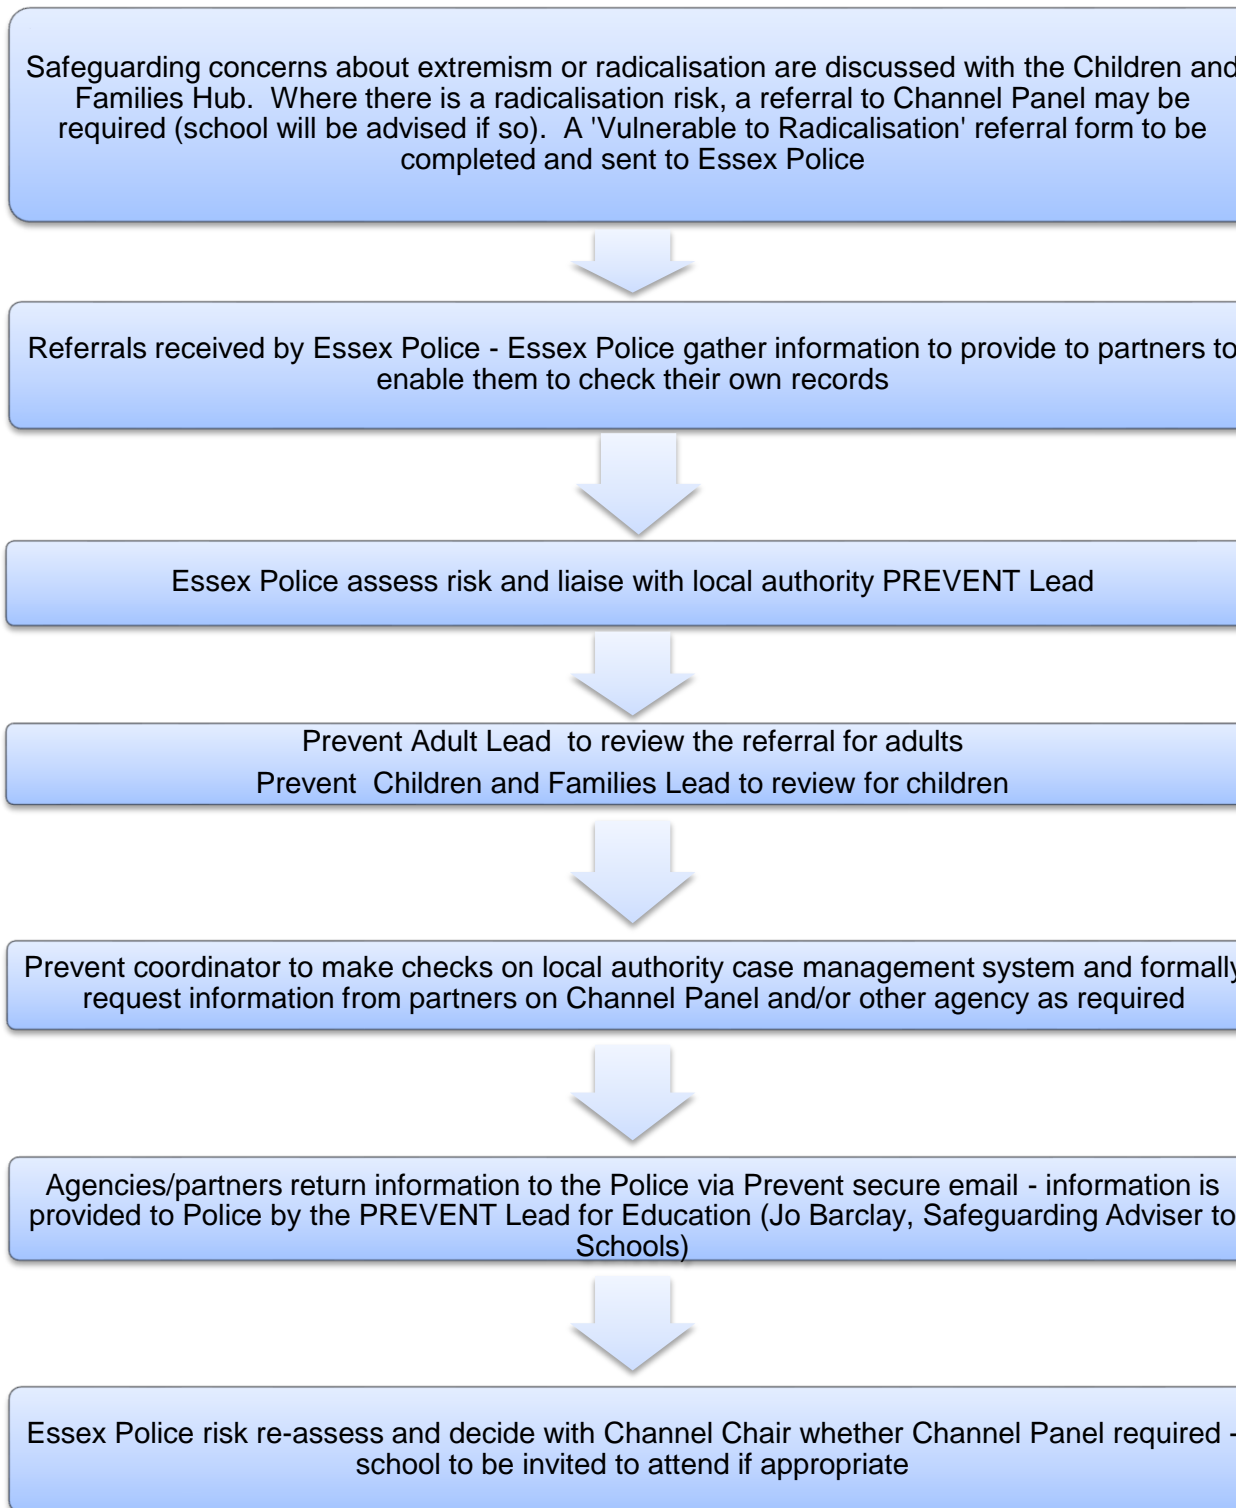 Safeguarding concerns about extremism or radicalisation are discussed with the Children and
Families Hub.  Where there is a radicalisation risk, a referral to Channel Panel may be
required (school will be advised if so).  A 'Vulnerable to Radicalisation' referral form to be
completed and sent to Essex Police
Referrals received by Essex Police - Essex Police gather information to provide to partners to
enable them to check their own records
Essex Police assess risk and liaise with local authority PREVENT Lead
Prevent Adult Lead  to review the referral for adults
Prevent  Children and Families Lead to review for children
Prevent coordinator to make checks on local authority case management system and formally
request information from partners on Channel Panel and/or other agency as required
Agencies/partners return information to the Police via Prevent secure email - information is
provided to Police by the PREVENT Lead for Education (Jo Barclay, Safeguarding Adviser to
Schools)
Essex Police risk re-assess and decide with Channel Chair whether Channel Panel required -
school to be invited to attend if appropriate